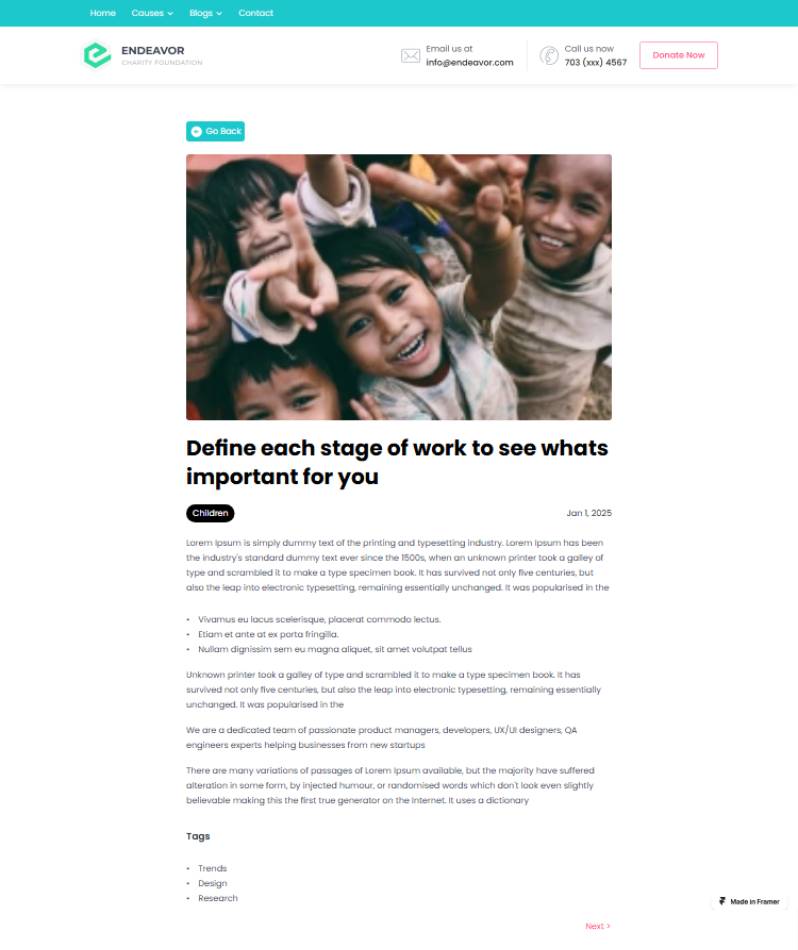 Home Causes Blogs Contact
ENDEAVOR
CHARITY FOUNDATION
Email us at
info@endeavor.com
Call us now
703 (xxx) 4567
Donate Now
Go Back
Define each stage of work to see whats
important for you
Children
Jan 1, 2025
Lorem Ipsum is simply dummy text of the printing and typesetting industry. Lorem Ipsum has been
the industry's standard dummy text ever since the 1500s, when an unknown printer took a galley of
type and scrambled it to make a type specimen book. It has survived not only five centuries, but
also the leap into electronic typesetting, remaining essentially unchanged. It was popularised in the
• Vivamus eu lacus scelerisque, placerat commodo lectus.
• Etiam et ante at ex porta fringilla.
• Nullam dignissim sem eu magna aliquet, sit amet volutpat tellus
Unknown printer took a galley of type and scrambled it to make a type specimen book. It has
survived not only five centuries, but also the leap into electronic typesetting, remaining essentially
unchanged. It was popularised in the
We are a dedicated team of passionate product managers, developers, UX/UI designers, QA
engineers experts helping businesses from new startups
There are many variations of passages of Lorem Ipsum available, but the majority have suffered
alteration in some form, by injected humour, or randomised words which don't look even slightly
believable making this the first true generator on the Internet. It uses a dictionary
Tags
• Trends
• Design
• Research
Made in Framer
Next >